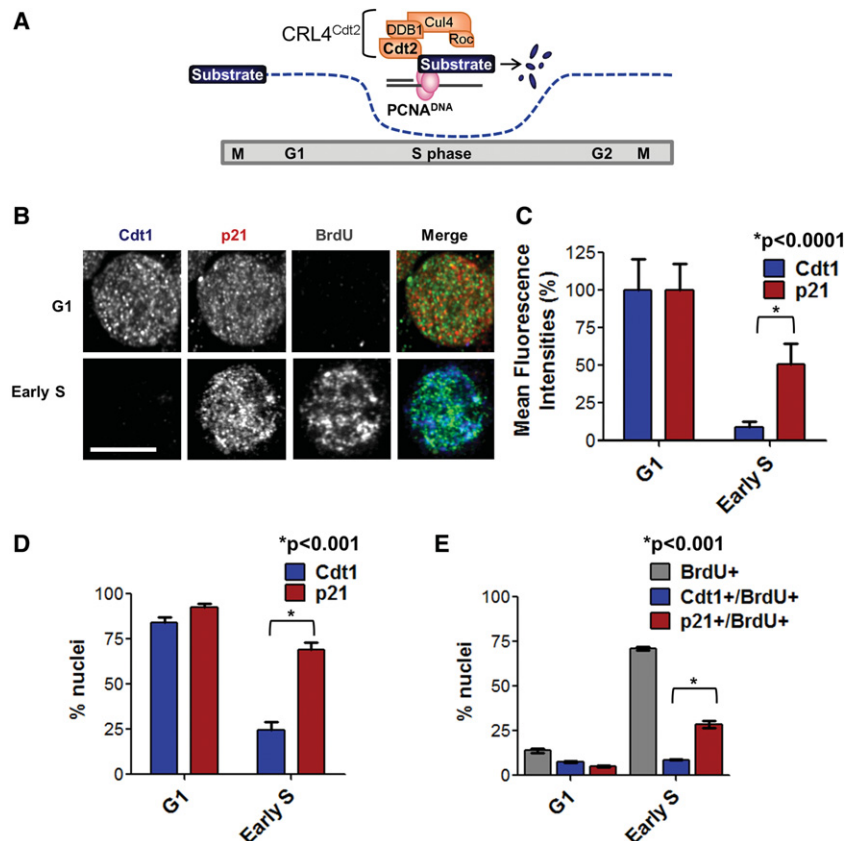 A
CRL4Cdt2
DDB1 Cul4
Roc
Cdt2
Substrate
Substrate
PCNADNA
M G1 S phase G2 M
B
Cdt1 p21 BrdU Merge
G1
Early S
C
*p<0.0001
Cdt1
p21
Mean Fluorescence
Intensities (%)
125
100
75
50
25
0
*
G1 Early S
D
*p<0.001
Cdt1
p21
% nuclei
100
75
50
25
0
*
G1 Early S
E
*p<0.001
BrdU+
Cdt1+/BrdU+
p21+/BrdU+
% nuclei
100
75
50
25
0
*
G1 Early S